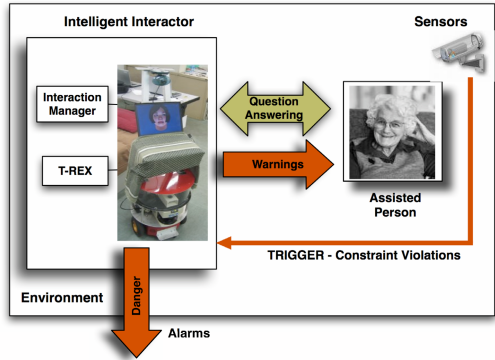 Intelligent Interactor
Sensors
Interaction
Manager
Question
Answering
T-REX
Warnings
Assisted
Person
TRIGGER - Constraint Violations
Environment
Danger
Alarms